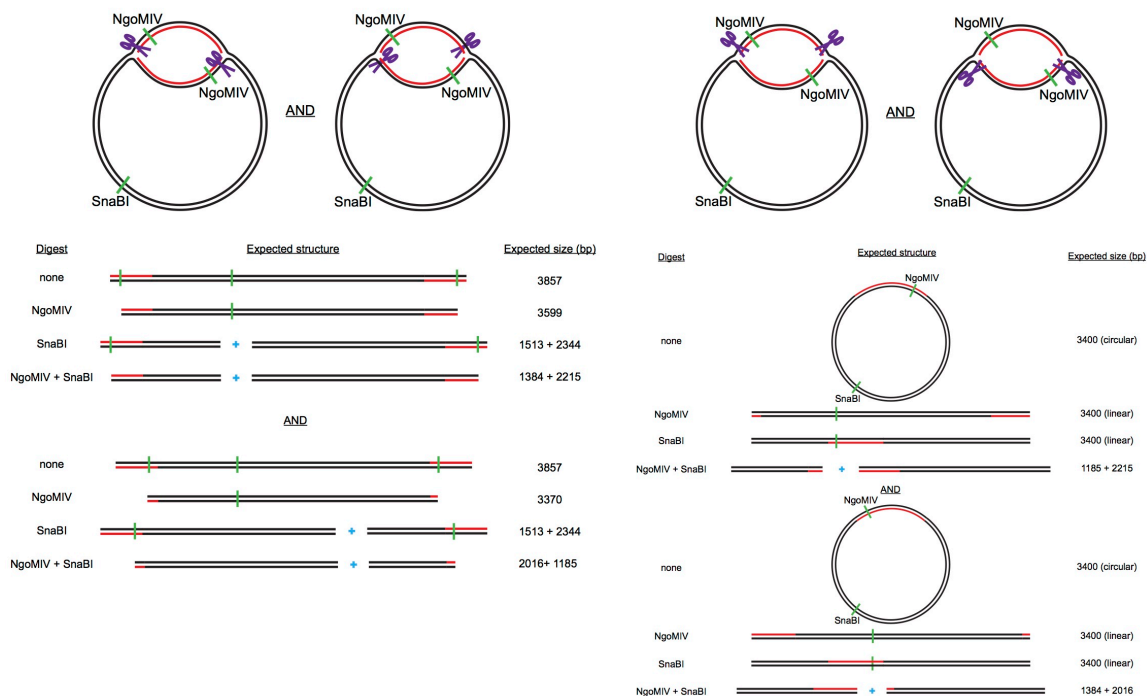 NgoMIV
NgoMIV
AND
NgoMIV
NgoMIV
SnaBI
SnaBI
Digest Expected structure Expected size (bp)
none 3857
NgoMIV 3599
SnaBI + 1513 + 2344
NgoMIV + SnaBI + 1384 + 2215
AND
none 3857
NgoMIV 3370
SnaBI + 1513 + 2344
NgoMIV + SnaBI + 2016+ 1185
NgoMIV
NgoMIV
AND
NgoMIV
NgoMIV
SnaBI
SnaBI
Digest Expected structure Expected size (bp)
NgoMIV
none 3400 (circular)
SnaBI
NgoMIV 3400 (linear)
SnaBI 3400 (linear)
NgoMIV + SnaBI + 1185 + 2215
AND
NgoMIV
none 3400 (circular)
SnaBI
NgoMIV 3400 (linear)
SnaBI 3400 (linear)
NgoMIV + SnaBI + 1384 + 2016